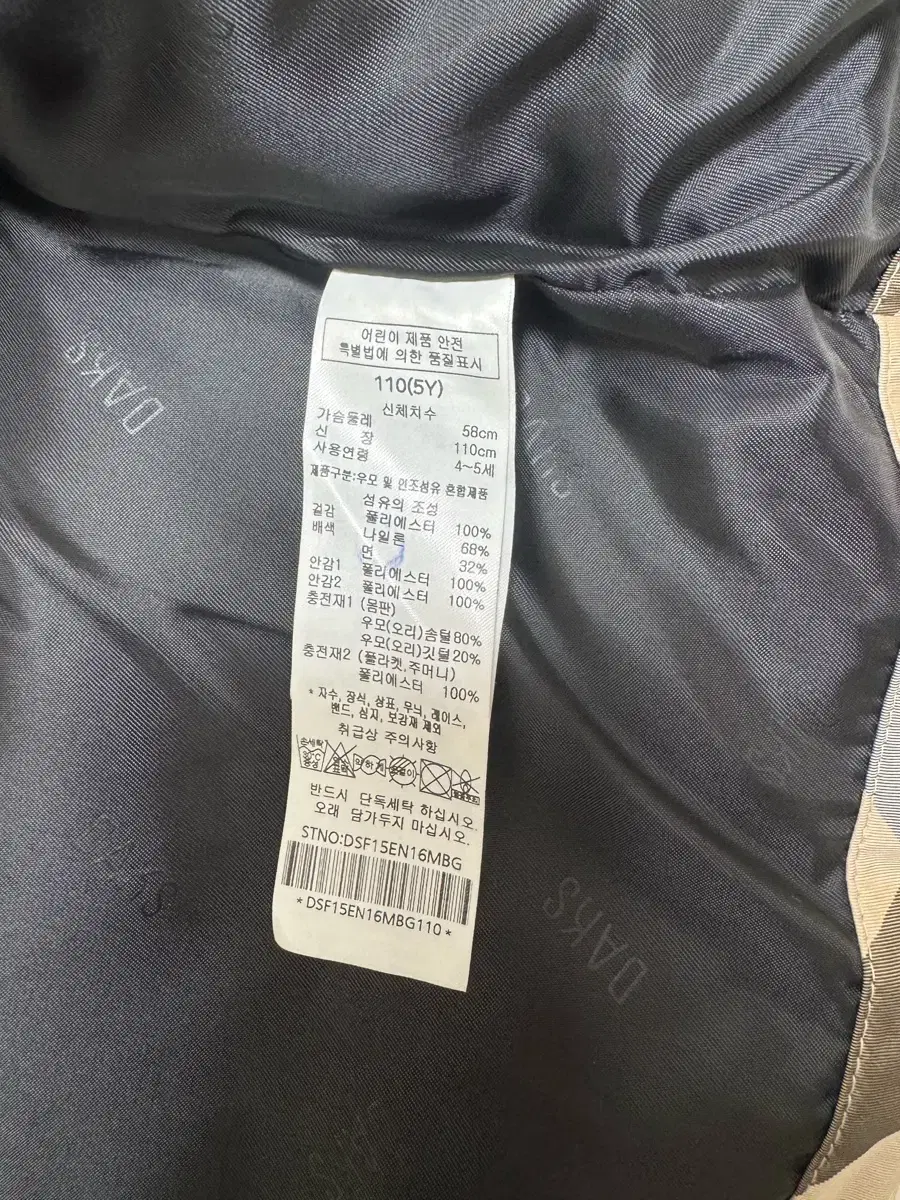 어린이 제품 안전
특별법에 의한 품질표시
110(5Y)
신체치수
가슴둘레 58cm
신 장 110cm
사용연령 4~5세
제품구분:우모 및 인조섬유 혼합제품
섬유의 조성
겉감 폴리에스터 100%
배색 나일론 68%
면 32%
안감1 폴리에스터 100%
안감2 폴리에스터 100%
충전재1 (몸판)
우모(오리)솜털 80%
우모(오리)깃털 20%
충전재2 (플라켓,주머니)
폴리에스터 100%
* 자수, 장식, 상표, 무늬, 레이스,
밴드, 심지, 보강재 제외
취급상 주의사항
손세탁
약하게
반드시 단독세탁 하십시오.
오래 담가두지 마십시오.
STNO:DSF15EN16MBG
*DSF15EN16MBG110*
DAKS
DAKS